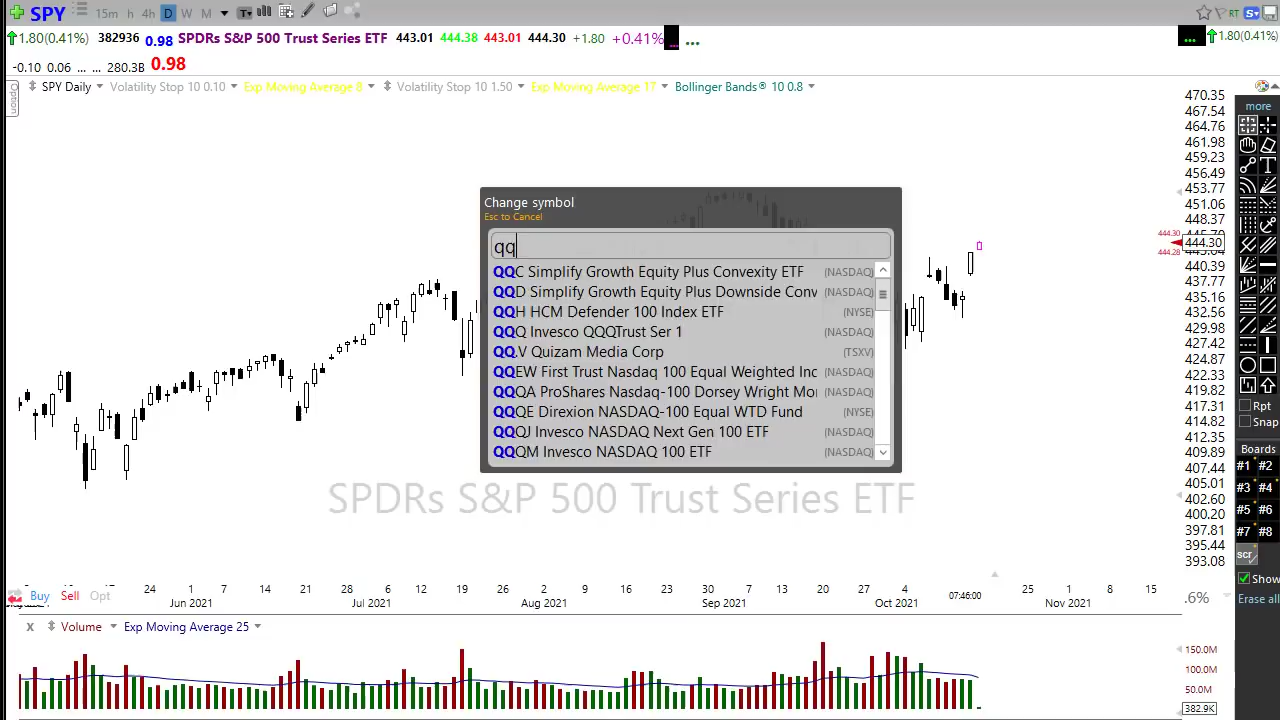 SPY 15m h 4h D W M T RT S
1.80(0.41%) 382936 0.98 SPDRs S&P 500 Trust Series ETF 443.01 444.38 443.01 444.30 +1.80 +0.41% ... ... ... 1.80(0.41%)
-0.10 0.06 ... ... 280.3B 0.98
Option
SPY Daily Volatility Stop 10 0.10 Exp Moving Average 8 Volatility Stop 10 1.50 Exp Moving Average 17 Bollinger Bands® 10 0.8
Change symbol
Esc to Cancel
qq
QQC Simplify Growth Equity Plus Convexity ETF (NASDAQ)
QQD Simplify Growth Equity Plus Downside Conv (NASDAQ)
QQH HCM Defender 100 Index ETF (NYSE)
QQQ Invesco QQQTrust Ser 1 (NASDAQ)
QQ.V Quizam Media Corp (TSXV)
QQEW First Trust Nasdaq 100 Equal Weighted Inc (NASDAQ)
QQQA ProShares Nasdaq-100 Dorsey Wright Mo (NASDAQ)
QQQE Direxion NASDAQ-100 Equal WTD Fund (NYSE)
QQQJ Invesco NASDAQ Next Gen 100 ETF (NASDAQ)
QQQM Invesco NASDAQ 100 ETF (NASDAQ)
SPDRs S&P 500 Trust Series ETF
470.35
467.54
464.76
461.98
459.23
456.49
453.77
451.06
448.37
444.30
444.30
444.28
440.39
437.77
435.16
432.56
429.98
427.42
424.87
422.33
419.82
417.31
414.82
412.35
409.89
407.44
405.01
402.60
400.20
397.81
395.44
393.08
more
T
Rpt
Snap
Boards
#1 #2
#3 #4
#5 #6
#7 #8
scr
Show
Erase all
24 1 7 14 21 28 6 12 19 26 2 9 16 23 30 7 13 20 27 4 07:46:00 25 1 8 15
Jun 2021 Jul 2021 Aug 2021 Sep 2021 Oct 2021 Nov 2021
Buy Sell Opt .6%
x Volume Exp Moving Average 25
150.0M
100.0M
50.0M
382.9K